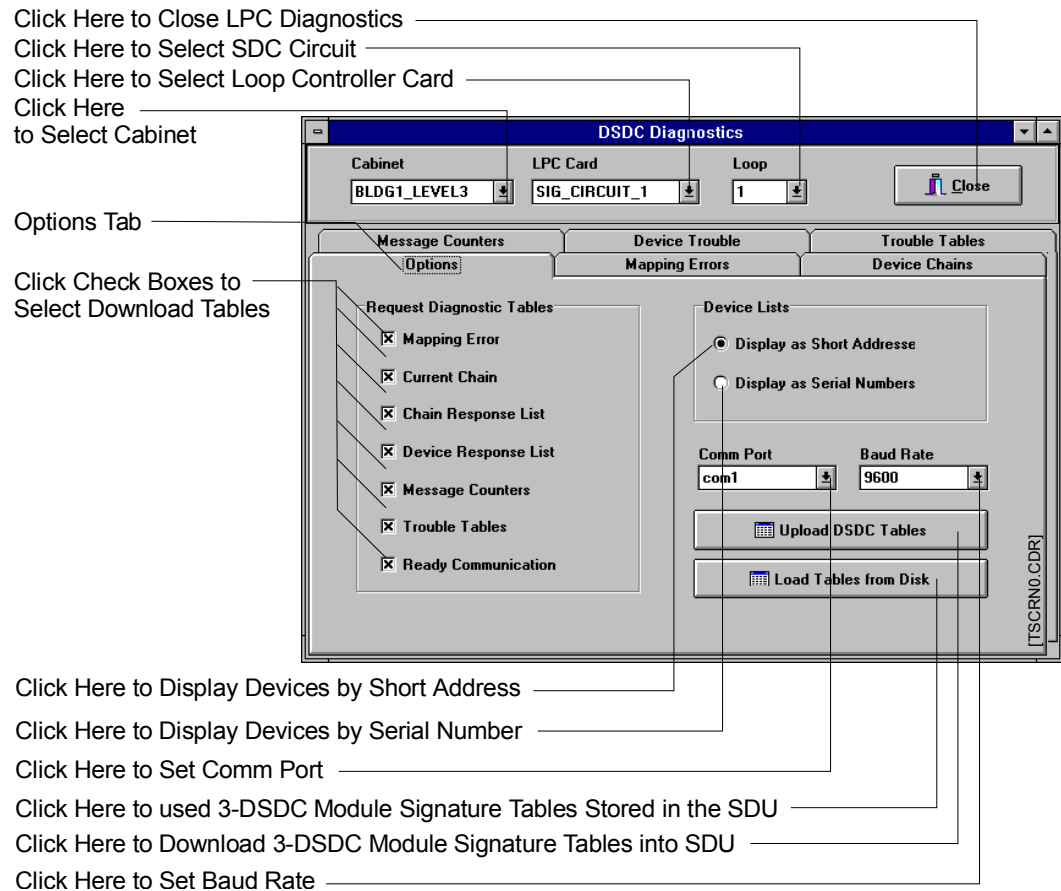 Click Here to Close LPC Diagnostics
Click Here to Select SDC Circuit
Click Here to Select Loop Controller Card
Click Here
to Select Cabinet
DSDC Diagnostics
Cabinet
LPC Card
Loop
BLDG1_LEVEL3
SIG_CIRCUIT_1
1
Close
Options Tab
Message Counters
Device Trouble
Trouble Tables
Options
Mapping Errors
Device Chains
Click Check Boxes to
Select Download Tables
Request Diagnostic Tables
Mapping Error
Current Chain
Chain Response List
Device Response List
Message Counters
Trouble Tables
Ready Communication
Device Lists
Display as Short Addresse
Display as Serial Numbers
Comm Port
Baud Rate
com1
9600
Upload DSDC Tables
Load Tables from Disk
[TSCRN0.CDR]
Click Here to Display Devices by Short Address
Click Here to Display Devices by Serial Number
Click Here to Set Comm Port
Click Here to used 3-DSDC Module Signature Tables Stored in the SDU
Click Here to Download 3-DSDC Module Signature Tables into SDU
Click Here to Set Baud Rate